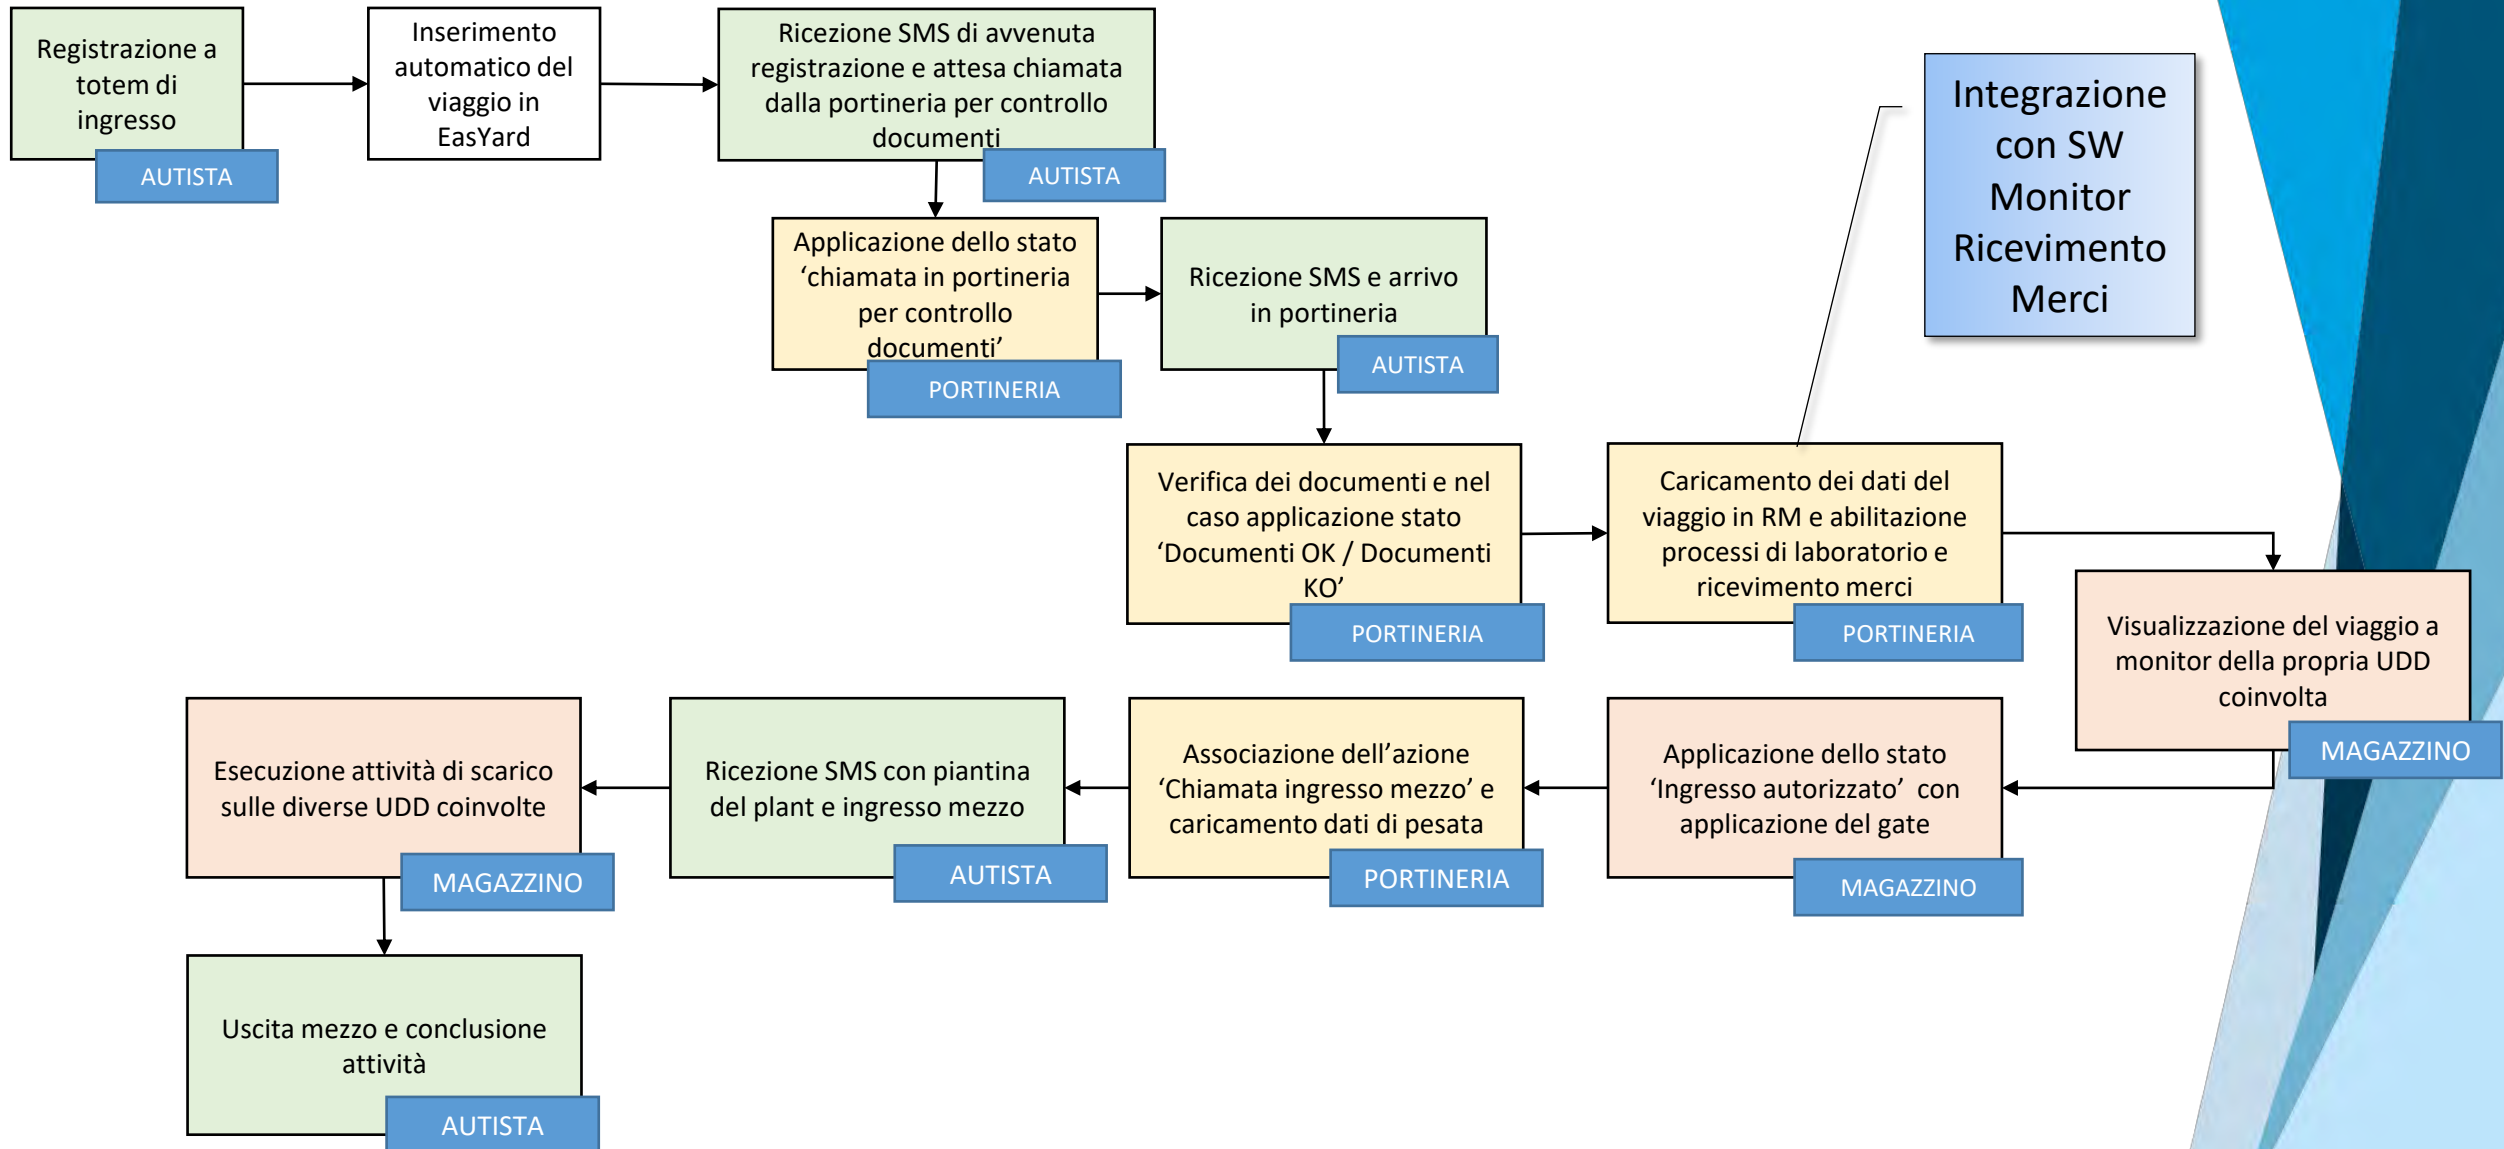 Registrazione a
totem di
ingresso
AUTISTA
Inserimento
automatico del
viaggio in
EasYard
Ricezione SMS di avvenuta
registrazione e attesa chiamata
dalla portineria per controllo
documenti
AUTISTA
Integrazione
con SW
Monitor
Ricevimento
Merci
Applicazione dello stato
‘chiamata in portineria
per controllo
documenti’
PORTINERIA
Ricezione SMS e arrivo
in portineria
AUTISTA
Verifica dei documenti e nel
caso applicazione stato
‘Documenti OK / Documenti
KO’
PORTINERIA
Caricamento dei dati del
viaggio in RM e abilitazione
processi di laboratorio e
ricevimento merci
PORTINERIA
Visualizzazione del viaggio a
monitor della propria UDD
coinvolta
MAGAZZINO
Applicazione dello stato
‘Ingresso autorizzato’ con
applicazione del gate
MAGAZZINO
Associazione dell’azione
‘Chiamata ingresso mezzo’ e
caricamento dati di pesata
PORTINERIA
Ricezione SMS con piantina
del plant e ingresso mezzo
AUTISTA
Esecuzione attività di scarico
sulle diverse UDD coinvolte
MAGAZZINO
Uscita mezzo e conclusione
attività
AUTISTA